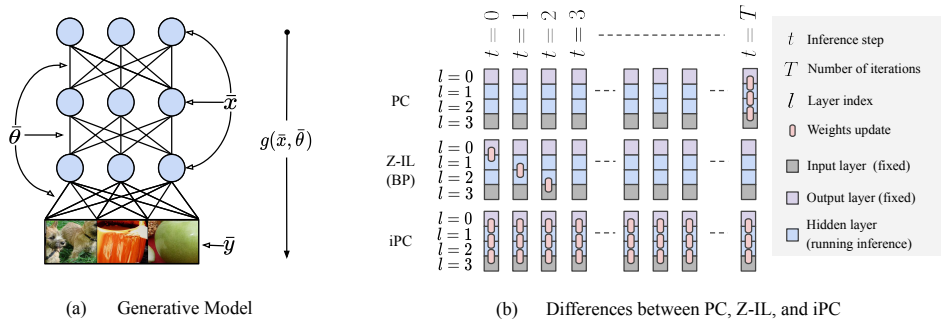 x̄
θ̄
g(x̄, θ̄)
ȳ
(a) Generative Model
t = 0
t = 1
t = 2
t = 3
t = T
PC
l = 0
l = 1
l = 2
l = 3
Z-IL
(BP)
l = 0
l = 1
l = 2
l = 3
iPC
l = 0
l = 1
l = 2
l = 3
t Inference step
T Number of iterations
l Layer index
Weights update
Input layer (fixed)
Output layer (fixed)
Hidden layer
(running inference)
(b) Differences between PC, Z-IL, and iPC